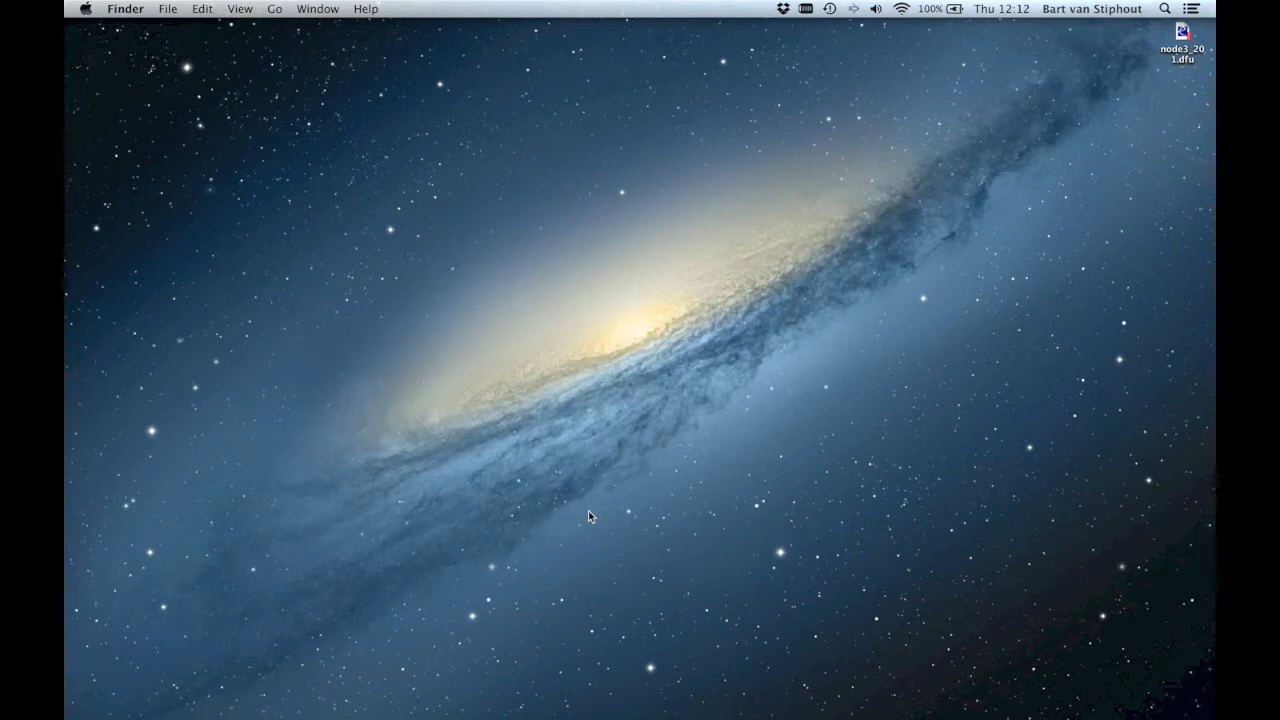 Finder File Edit View Go Window Help 100% Thu 12:12 Bart van Stiphout
node3_20
1.dfu